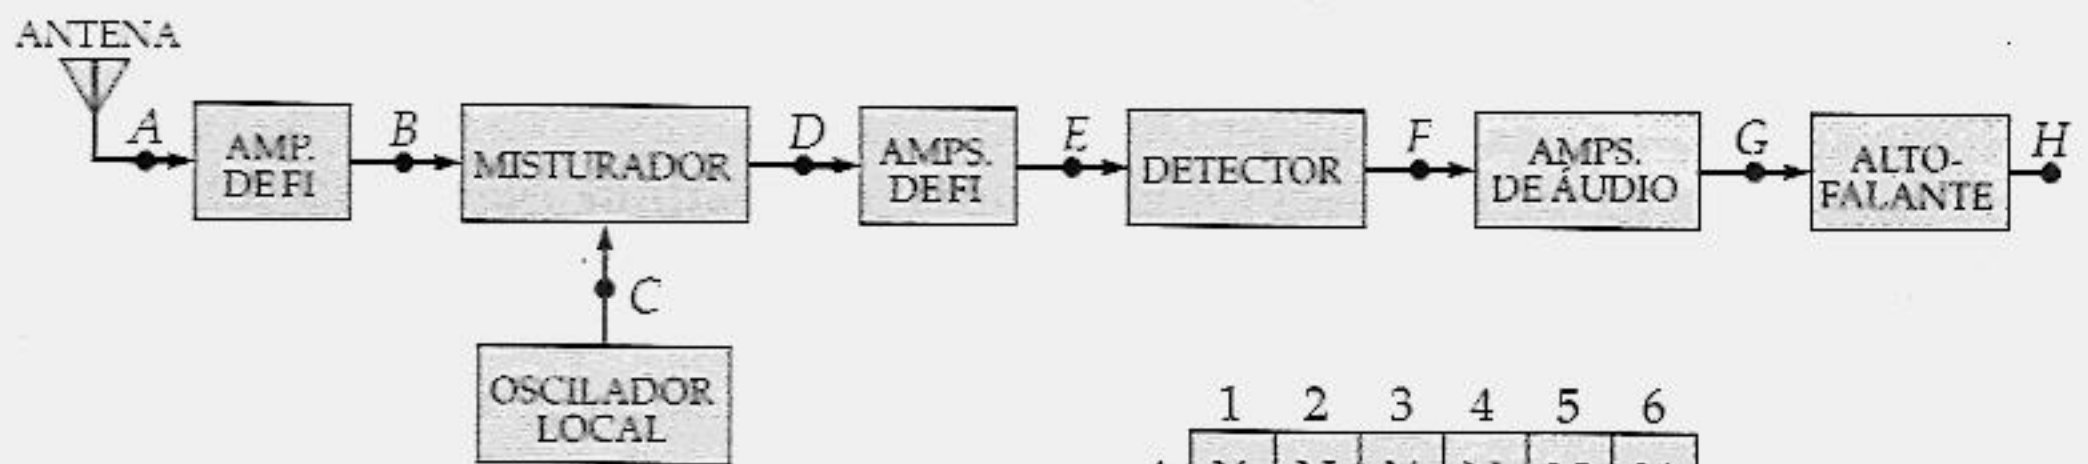 ANTENA
A
AMP.
DE FI
B
MISTURADOR
D
AMPS.
DE FI
E
DETECTOR
F
AMPS.
DE ÁUDIO
G
ALTO-
FALANTE
H
C
OSCILADOR
LOCAL
1 2 3 4 5 6